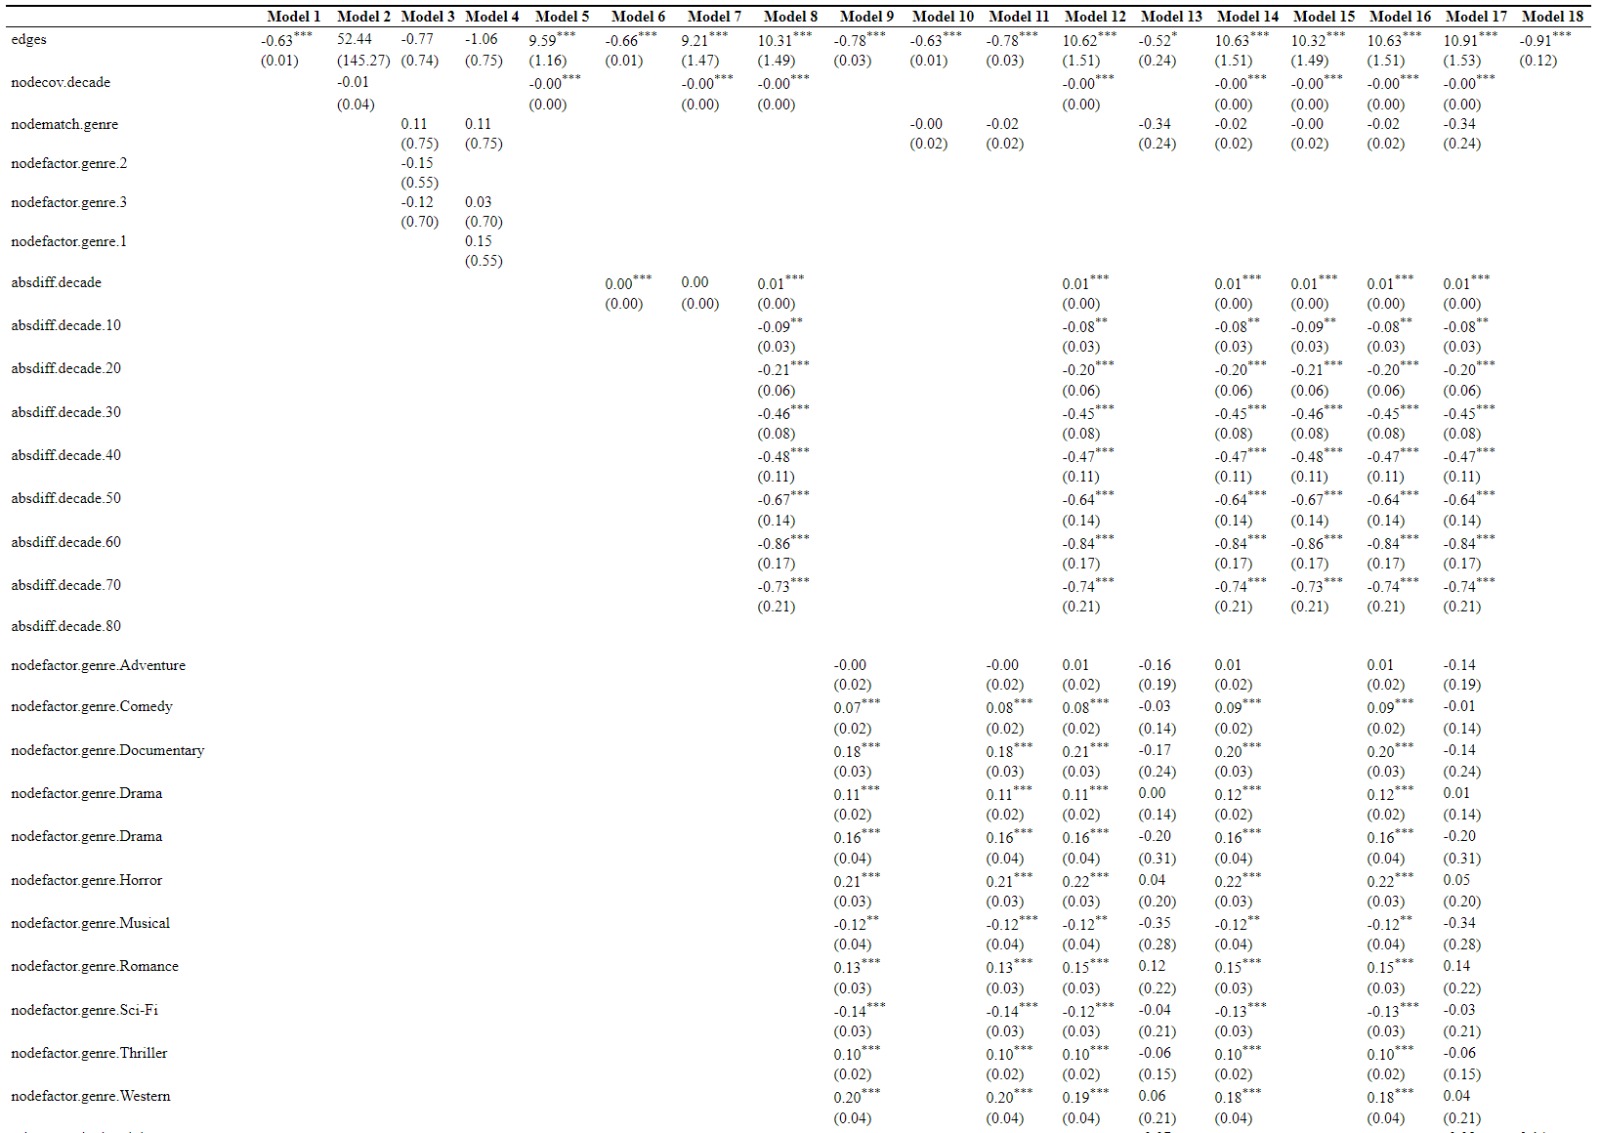 Model 1 Model 2 Model 3 Model 4 Model 5 Model 6 Model 7 Model 8 Model 9 Model 10 Model 11 Model 12 Model 13 Model 14 Model 15 Model 16 Model 17 Model 18
edges -0.63*** 52.44 -0.77 -1.06 9.59*** -0.66*** 9.21*** 10.31*** -0.78*** -0.63*** -0.78*** 10.62*** -0.52* 10.63*** 10.32*** 10.63*** 10.91*** -0.91***
(0.01) (145.27) (0.74) (0.75) (1.16) (0.01) (1.47) (1.49) (0.03) (0.01) (0.03) (1.51) (0.24) (1.51) (1.49) (1.51) (1.53) (0.12)
nodecov.decade -0.01 -0.00*** -0.00*** -0.00*** -0.00*** -0.00*** -0.00*** -0.00*** -0.00***
(0.04) (0.00) (0.00) (0.00) (0.00) (0.00) (0.00) (0.00) (0.00)
nodematch.genre 0.11 0.11 -0.00 -0.02 -0.34 -0.02 -0.00 -0.02 -0.34
(0.75) (0.75) (0.02) (0.02) (0.24) (0.02) (0.02) (0.02) (0.24)
nodefactor.genre.2 -0.15
(0.55)
nodefactor.genre.3 -0.12 0.03
(0.70) (0.70)
nodefactor.genre.1 0.15
(0.55)
absdiff.decade 0.00*** 0.00 0.01*** 0.01*** 0.01*** 0.01*** 0.01*** 0.01***
(0.00) (0.00) (0.00) (0.00) (0.00) (0.00) (0.00) (0.00)
absdiff.decade.10 -0.09** -0.08** -0.08** -0.09** -0.08** -0.08**
(0.03) (0.03) (0.03) (0.03) (0.03) (0.03)
absdiff.decade.20 -0.21*** -0.20*** -0.20*** -0.21*** -0.20*** -0.20***
(0.06) (0.06) (0.06) (0.06) (0.06) (0.06)
absdiff.decade.30 -0.46*** -0.45*** -0.45*** -0.46*** -0.45*** -0.45***
(0.08) (0.08) (0.08) (0.08) (0.08) (0.08)
absdiff.decade.40 -0.48*** -0.47*** -0.47*** -0.48*** -0.47*** -0.47***
(0.11) (0.11) (0.11) (0.11) (0.11) (0.11)
absdiff.decade.50 -0.67*** -0.64*** -0.64*** -0.67*** -0.64*** -0.64***
(0.14) (0.14) (0.14) (0.14) (0.14) (0.14)
absdiff.decade.60 -0.86*** -0.84*** -0.84*** -0.86*** -0.84*** -0.84***
(0.17) (0.17) (0.17) (0.17) (0.17) (0.17)
absdiff.decade.70 -0.73*** -0.74*** -0.74*** -0.73*** -0.74*** -0.74***
(0.21) (0.21) (0.21) (0.21) (0.21) (0.21)
absdiff.decade.80
nodefactor.genre.Adventure -0.00 -0.00 0.01 -0.16 0.01 0.01 -0.14
(0.02) (0.02) (0.02) (0.19) (0.02) (0.02) (0.19)
nodefactor.genre.Comedy 0.07*** 0.08*** 0.08*** -0.03 0.09*** 0.09*** -0.01
(0.02) (0.02) (0.02) (0.14) (0.02) (0.02) (0.14)
nodefactor.genre.Documentary 0.18*** 0.18*** 0.21*** -0.17 0.20*** 0.20*** -0.14
(0.03) (0.03) (0.03) (0.24) (0.03) (0.03) (0.24)
nodefactor.genre.Drama 0.11*** 0.11*** 0.11*** 0.00 0.12*** 0.12*** 0.01
(0.02) (0.02) (0.02) (0.14) (0.02) (0.02) (0.14)
nodefactor.genre.Drama 0.16*** 0.16*** 0.16*** -0.20 0.16*** 0.16*** -0.20
(0.04) (0.04) (0.04) (0.31) (0.04) (0.04) (0.31)
nodefactor.genre.Horror 0.21*** 0.21*** 0.22*** 0.04 0.22*** 0.22*** 0.05
(0.03) (0.03) (0.03) (0.20) (0.03) (0.03) (0.20)
nodefactor.genre.Musical -0.12** -0.12*** -0.12** -0.35 -0.12** -0.12** -0.34
(0.04) (0.04) (0.04) (0.28) (0.04) (0.04) (0.28)
nodefactor.genre.Romance 0.13*** 0.13*** 0.15*** 0.12 0.15*** 0.15*** 0.14
(0.03) (0.03) (0.03) (0.22) (0.03) (0.03) (0.22)
nodefactor.genre.Sci-Fi -0.14*** -0.14*** -0.12*** -0.04 -0.13*** -0.13*** -0.03
(0.03) (0.03) (0.03) (0.21) (0.03) (0.03) (0.21)
nodefactor.genre.Thriller 0.10*** 0.10*** 0.10*** -0.06 0.10*** 0.10*** -0.06
(0.02) (0.02) (0.02) (0.15) (0.02) (0.02) (0.15)
nodefactor.genre.Western 0.20*** 0.20*** 0.19*** 0.06 0.18*** 0.18*** 0.04
(0.04) (0.04) (0.04) (0.21) (0.04) (0.04) (0.21)